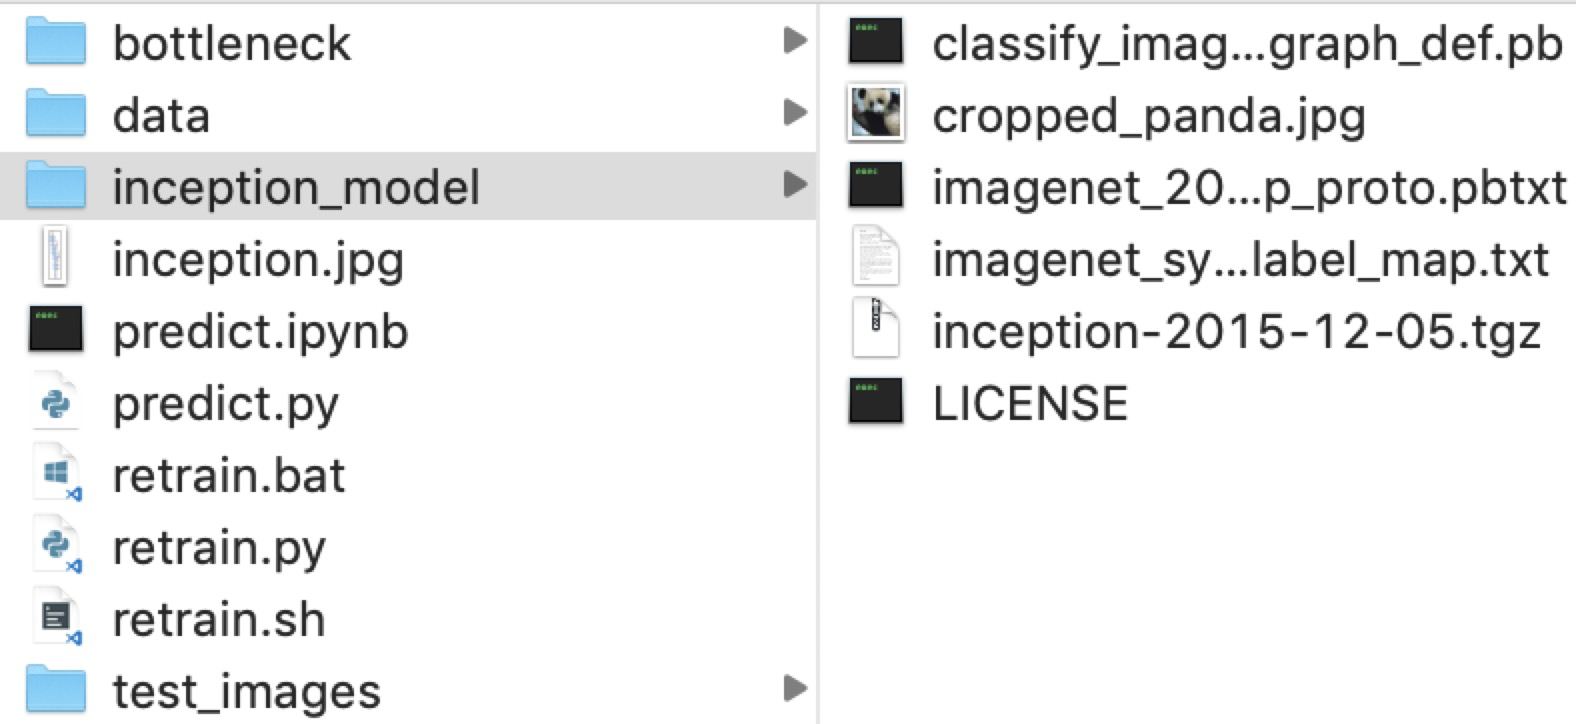 bottleneck
data
inception_model
inception.jpg
predict.ipynb
predict.py
retrain.bat
retrain.py
retrain.sh
test_images
classify_imag...graph_def.pb
cropped_panda.jpg
imagenet_20...p_proto.pbtxt
imagenet_sy...label_map.txt
inception-2015-12-05.tgz
LICENSE